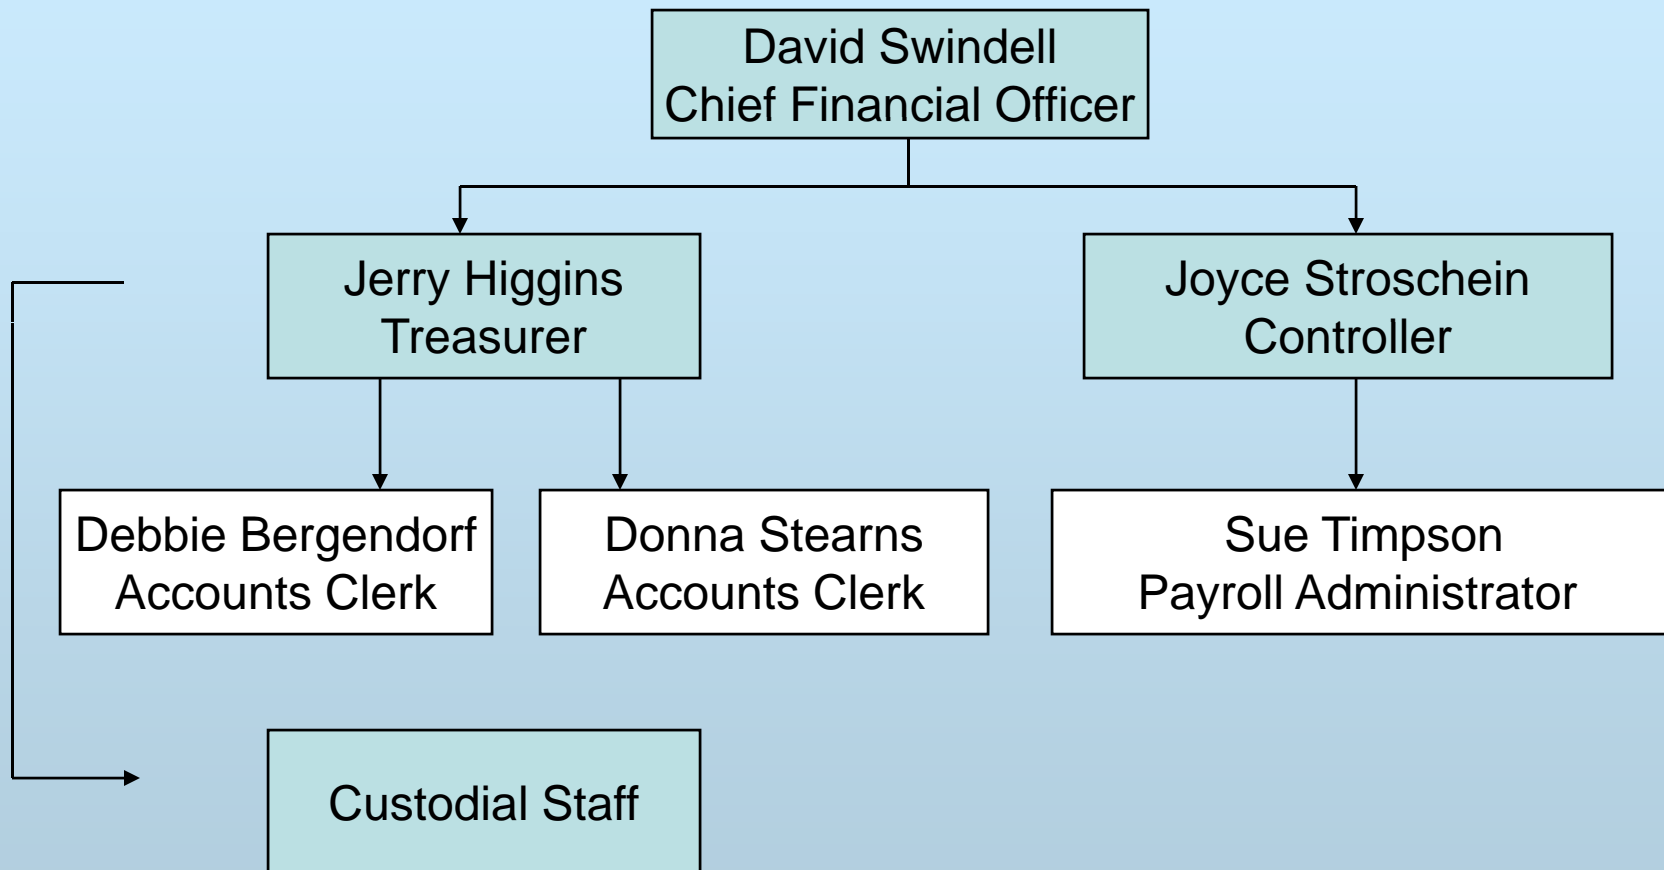 David Swindell
Chief Financial Officer
Jerry Higgins
Treasurer
Joyce Stroschein
Controller
Debbie Bergendorf
Accounts Clerk
Donna Stearns
Accounts Clerk
Sue Timpson
Payroll Administrator
Custodial Staff